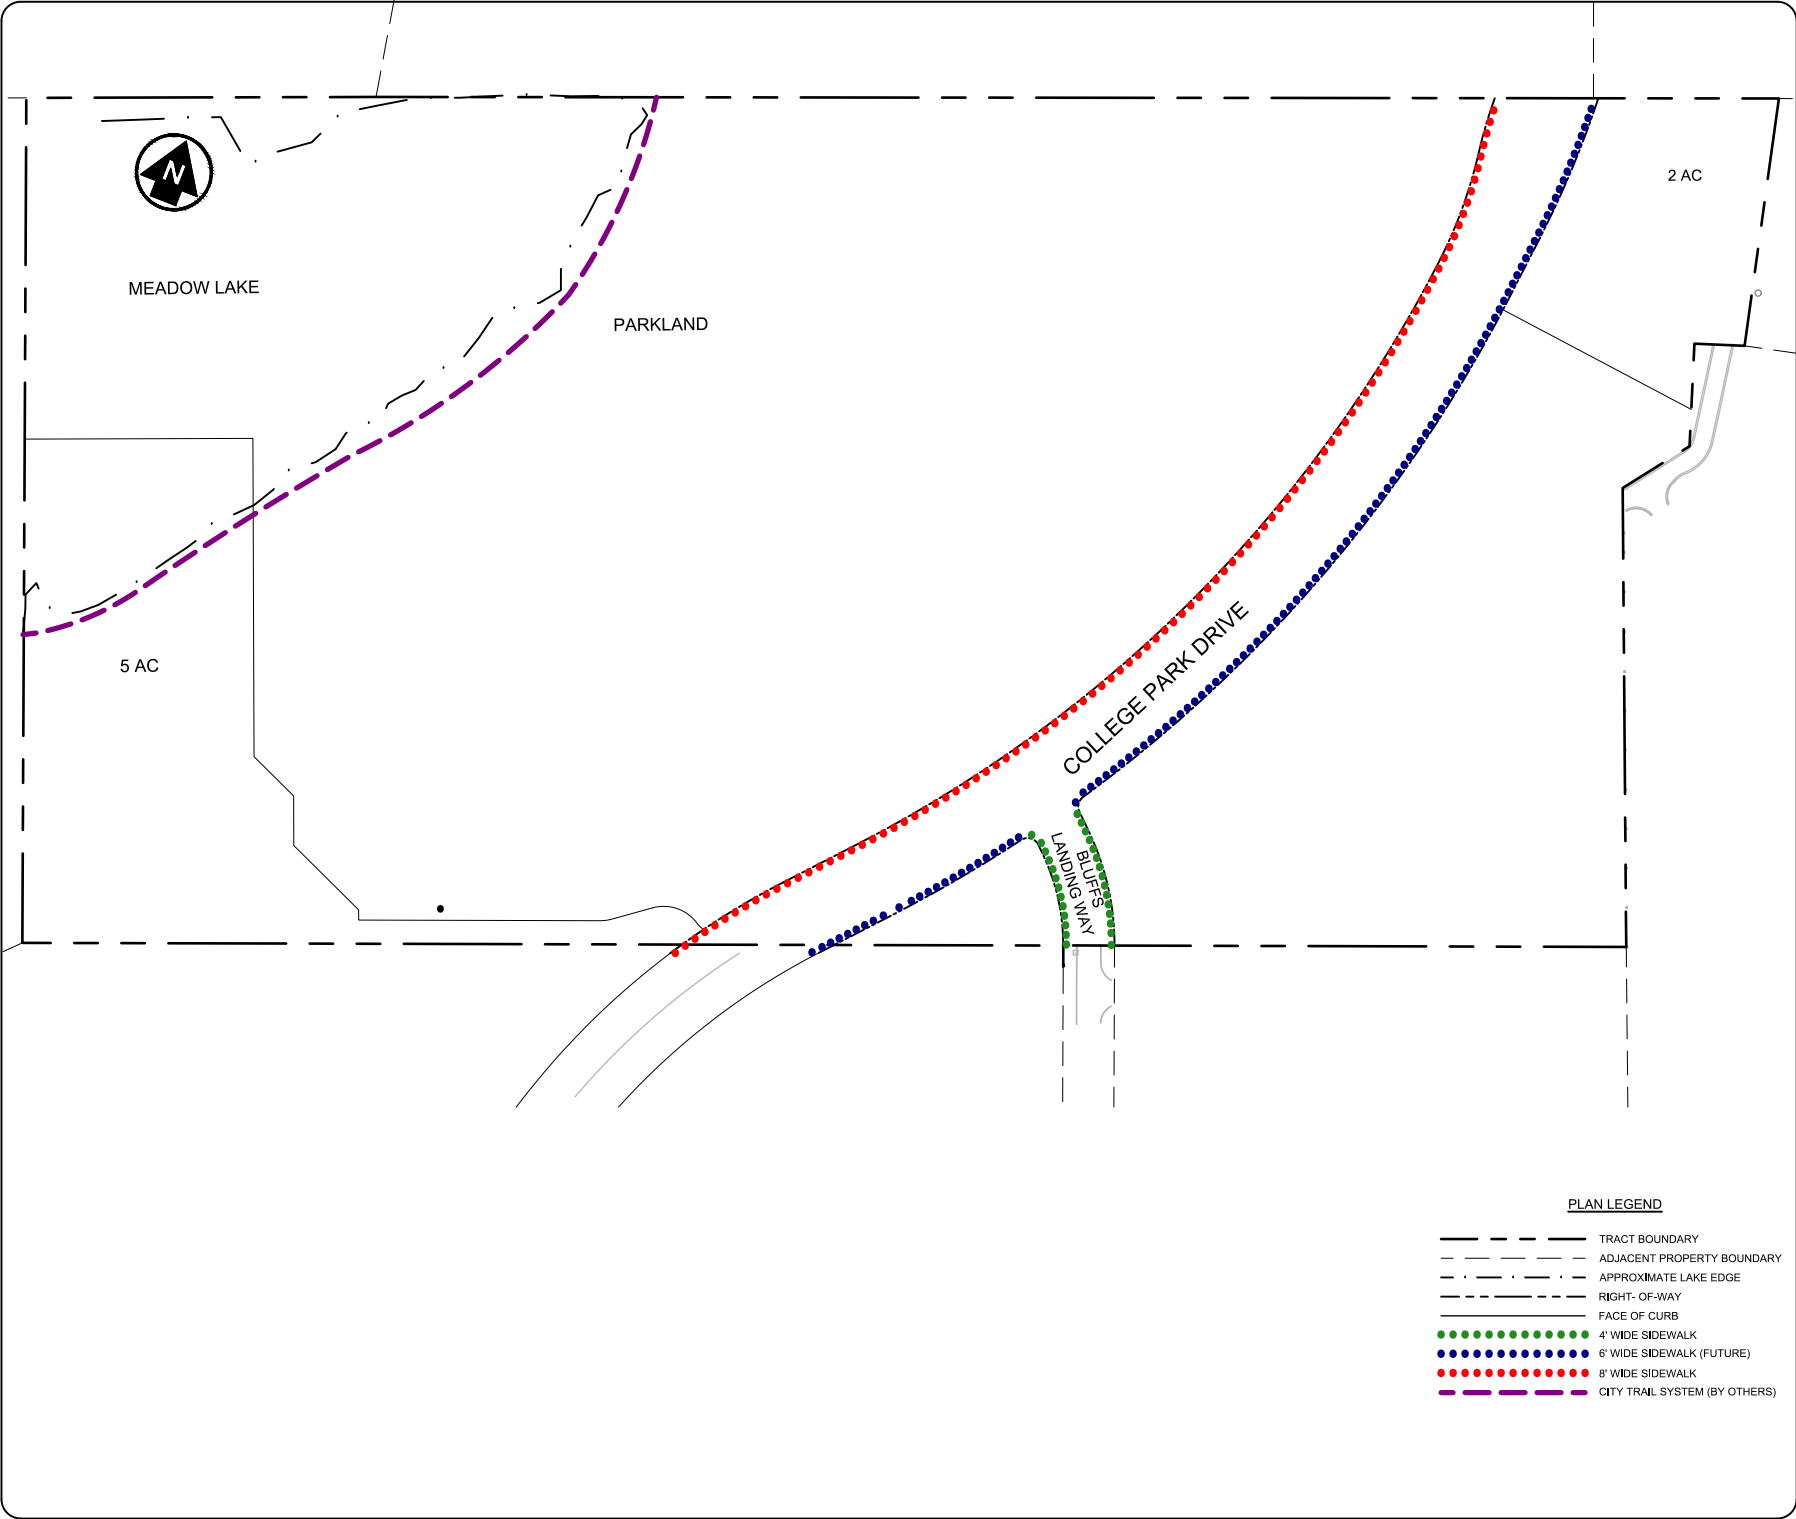 2 AC
N
MEADOW LAKE
PARKLAND
5 AC
COLLEGE PARK DRIVE
BLUFFS
LANDING WAY
PLAN LEGEND
TRACT BOUNDARY
ADJACENT PROPERTY BOUNDARY
APPROXIMATE LAKE EDGE
RIGHT- OF-WAY
FACE OF CURB
4' WIDE SIDEWALK
6' WIDE SIDEWALK (FUTURE)
8' WIDE SIDEWALK
CITY TRAIL SYSTEM (BY OTHERS)